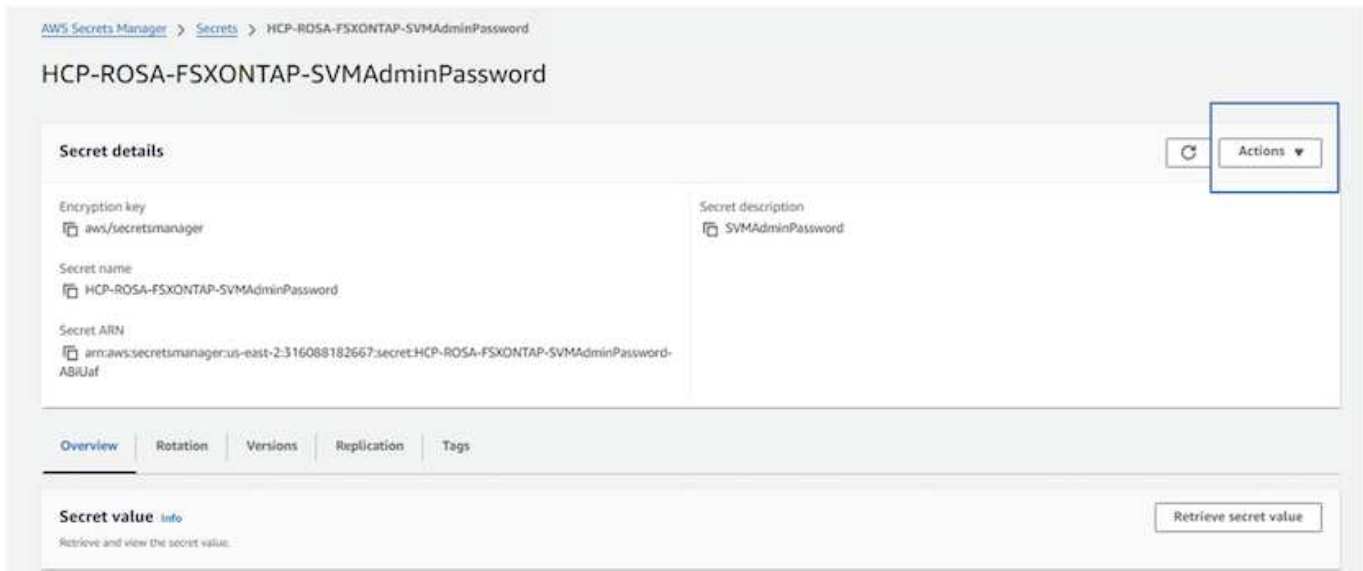 AWS Secrets Manager > Secrets > HCP-ROSA-FSXONTAP-SVMAdminPassword
HCP-ROSA-FSXONTAP-SVMAdminPassword
Secret details
Actions
Encryption key
aws/secretsmanager
Secret description
SVMAdminPassword
Secret name
HCP-ROSA-FSXONTAP-SVMAdminPassword
Secret ARN
arn:aws:secretsmanager:us-east-2:316088182667:secret:HCP-ROSA-FSXONTAP-SVMAdminPassword-
ABiUaf
Overview
Rotation
Versions
Replication
Tags
Secret value Info
Retrieve secret value
Retrieve and view the secret value.